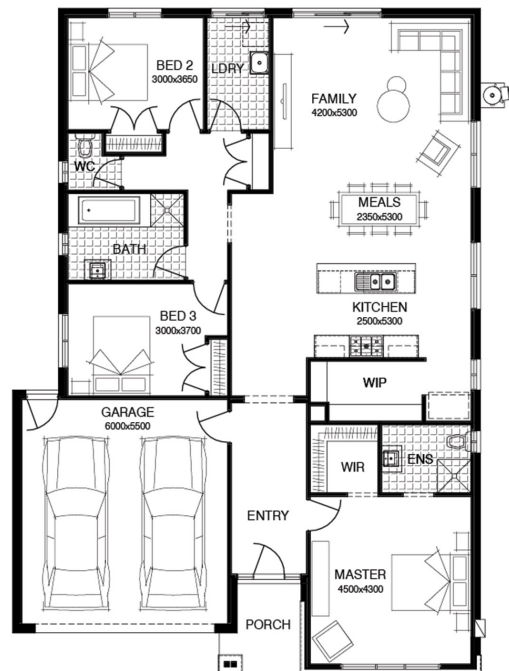 BED 2
3000x3650
LDRY
FAMILY
4200x5300
WC
MEALS
2350x5300
BATH
KITCHEN
2500x5300
BED 3
3000x3700
WIP
GARAGE
6000x5500
WIR
ENS
ENTRY
MASTER
4500x4300
PORCH